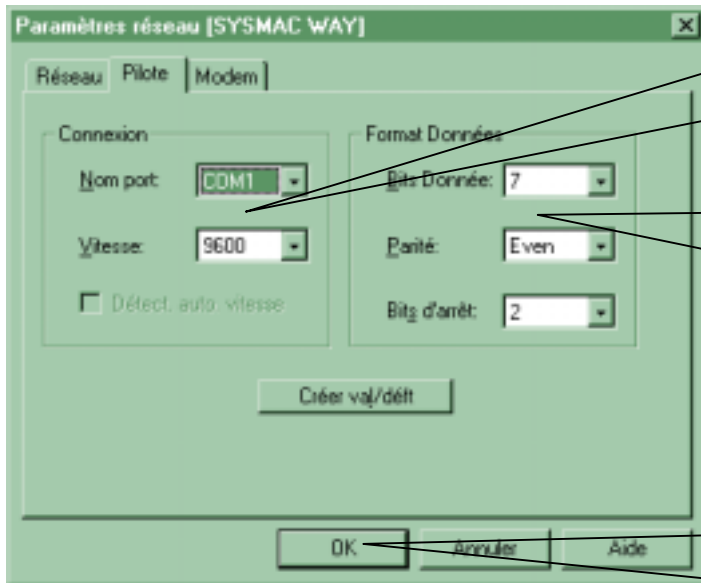 Paramètres réseau [SYSMAC WAY]
Réseau Pilote Modem
Connexion
Nom port: COM1
Vitesse: 9600
Détect. auto. vitesse
Format Données
Bits Donnée: 7
Parité: Even
Bits d'arrêt: 2
Créer val/déft
OK Annuler Aide